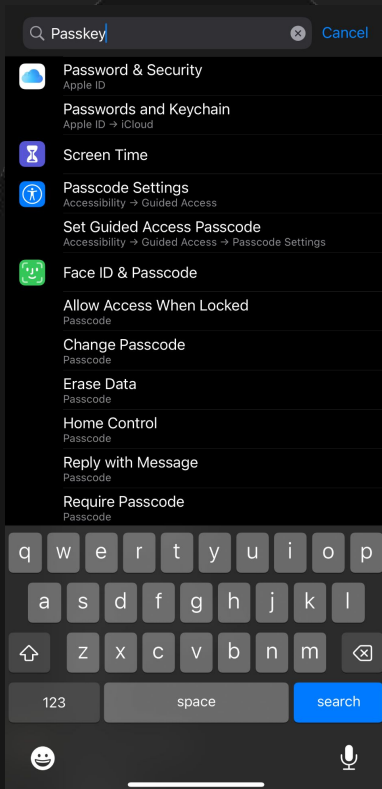 Passkey
Cancel
Password & Security
Apple ID
Passwords and Keychain
Apple ID → iCloud
Screen Time
Passcode Settings
Accessibility → Guided Access
Set Guided Access Passcode
Accessibility → Guided Access → Passcode Settings
Face ID & Passcode
Allow Access When Locked
Passcode
Change Passcode
Passcode
Erase Data
Passcode
Home Control
Passcode
Reply with Message
Passcode
Require Passcode
Passcode
q w e r t y u i o p
a s d f g h j k l
z x c v b n m
123 space search